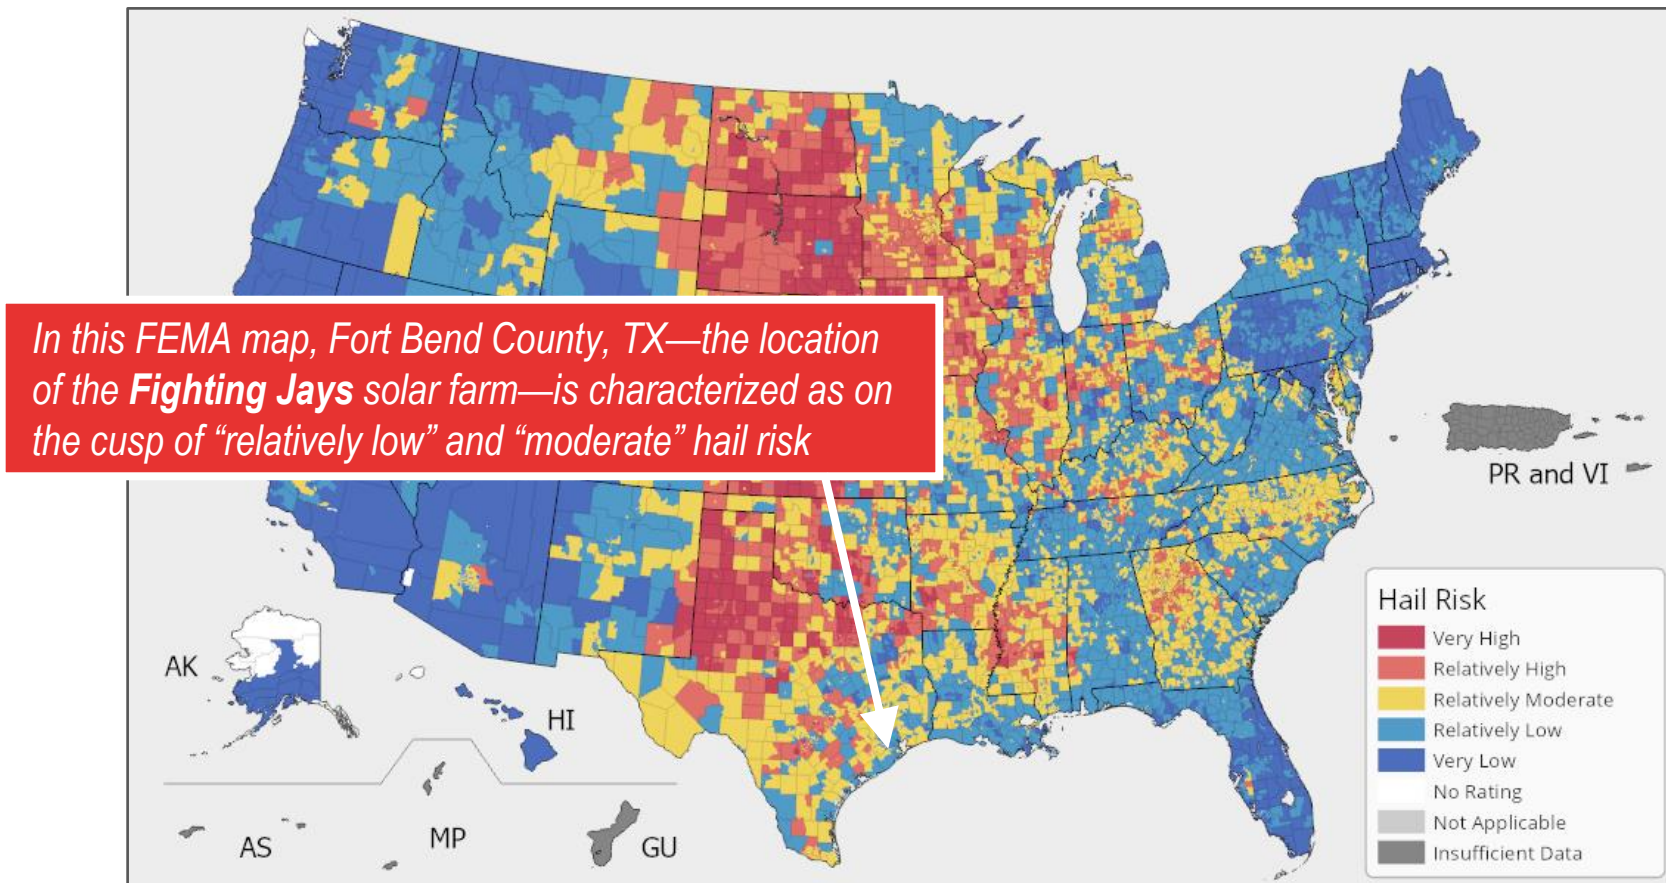 In this FEMA map, Fort Bend County, TX—the location
of the Fighting Jays solar farm—is characterized as on
the cusp of “relatively low” and “moderate” hail risk
PR and VI
AK
HI
AS
MP
GU
Hail Risk
Very High
Relatively High
Relatively Moderate
Relatively Low
Very Low
No Rating
Not Applicable
Insufficient Data